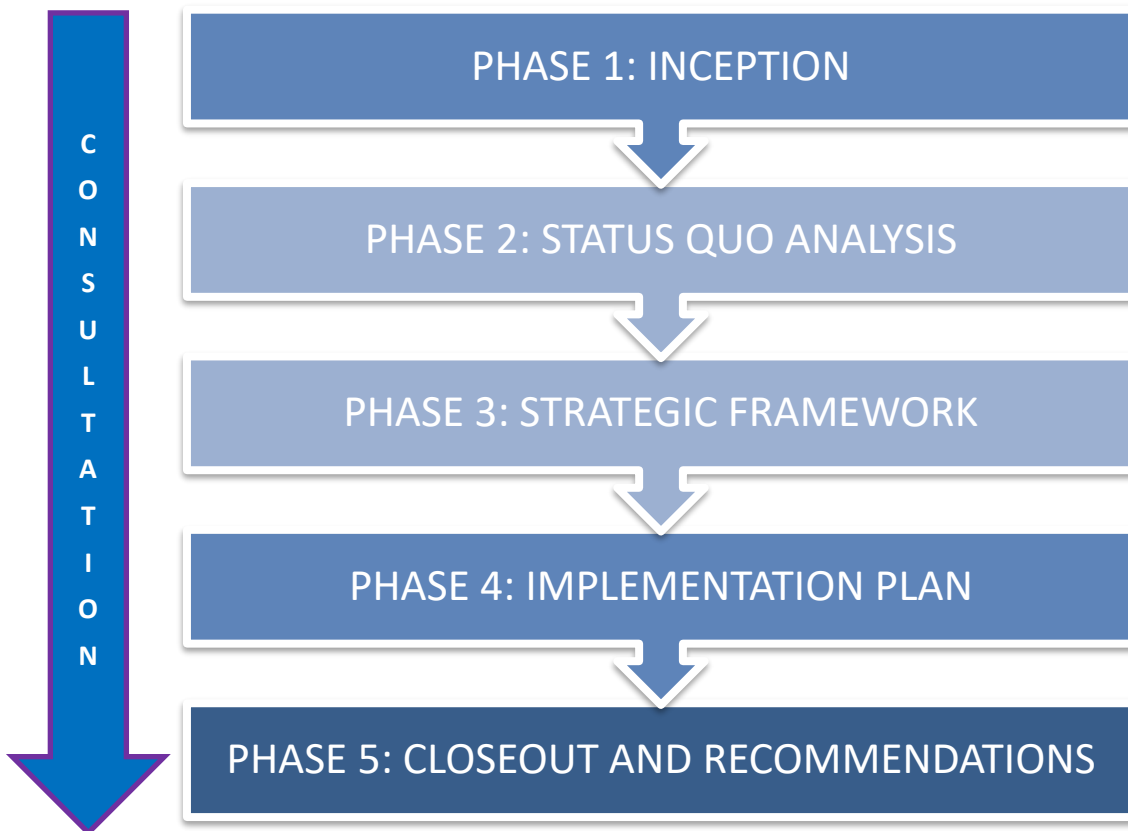 CONSULTATION
PHASE 1: INCEPTION
PHASE 2: STATUS QUO ANALYSIS
PHASE 3: STRATEGIC FRAMEWORK
PHASE 4: IMPLEMENTATION PLAN
PHASE 5: CLOSEOUT AND RECOMMENDATIONS